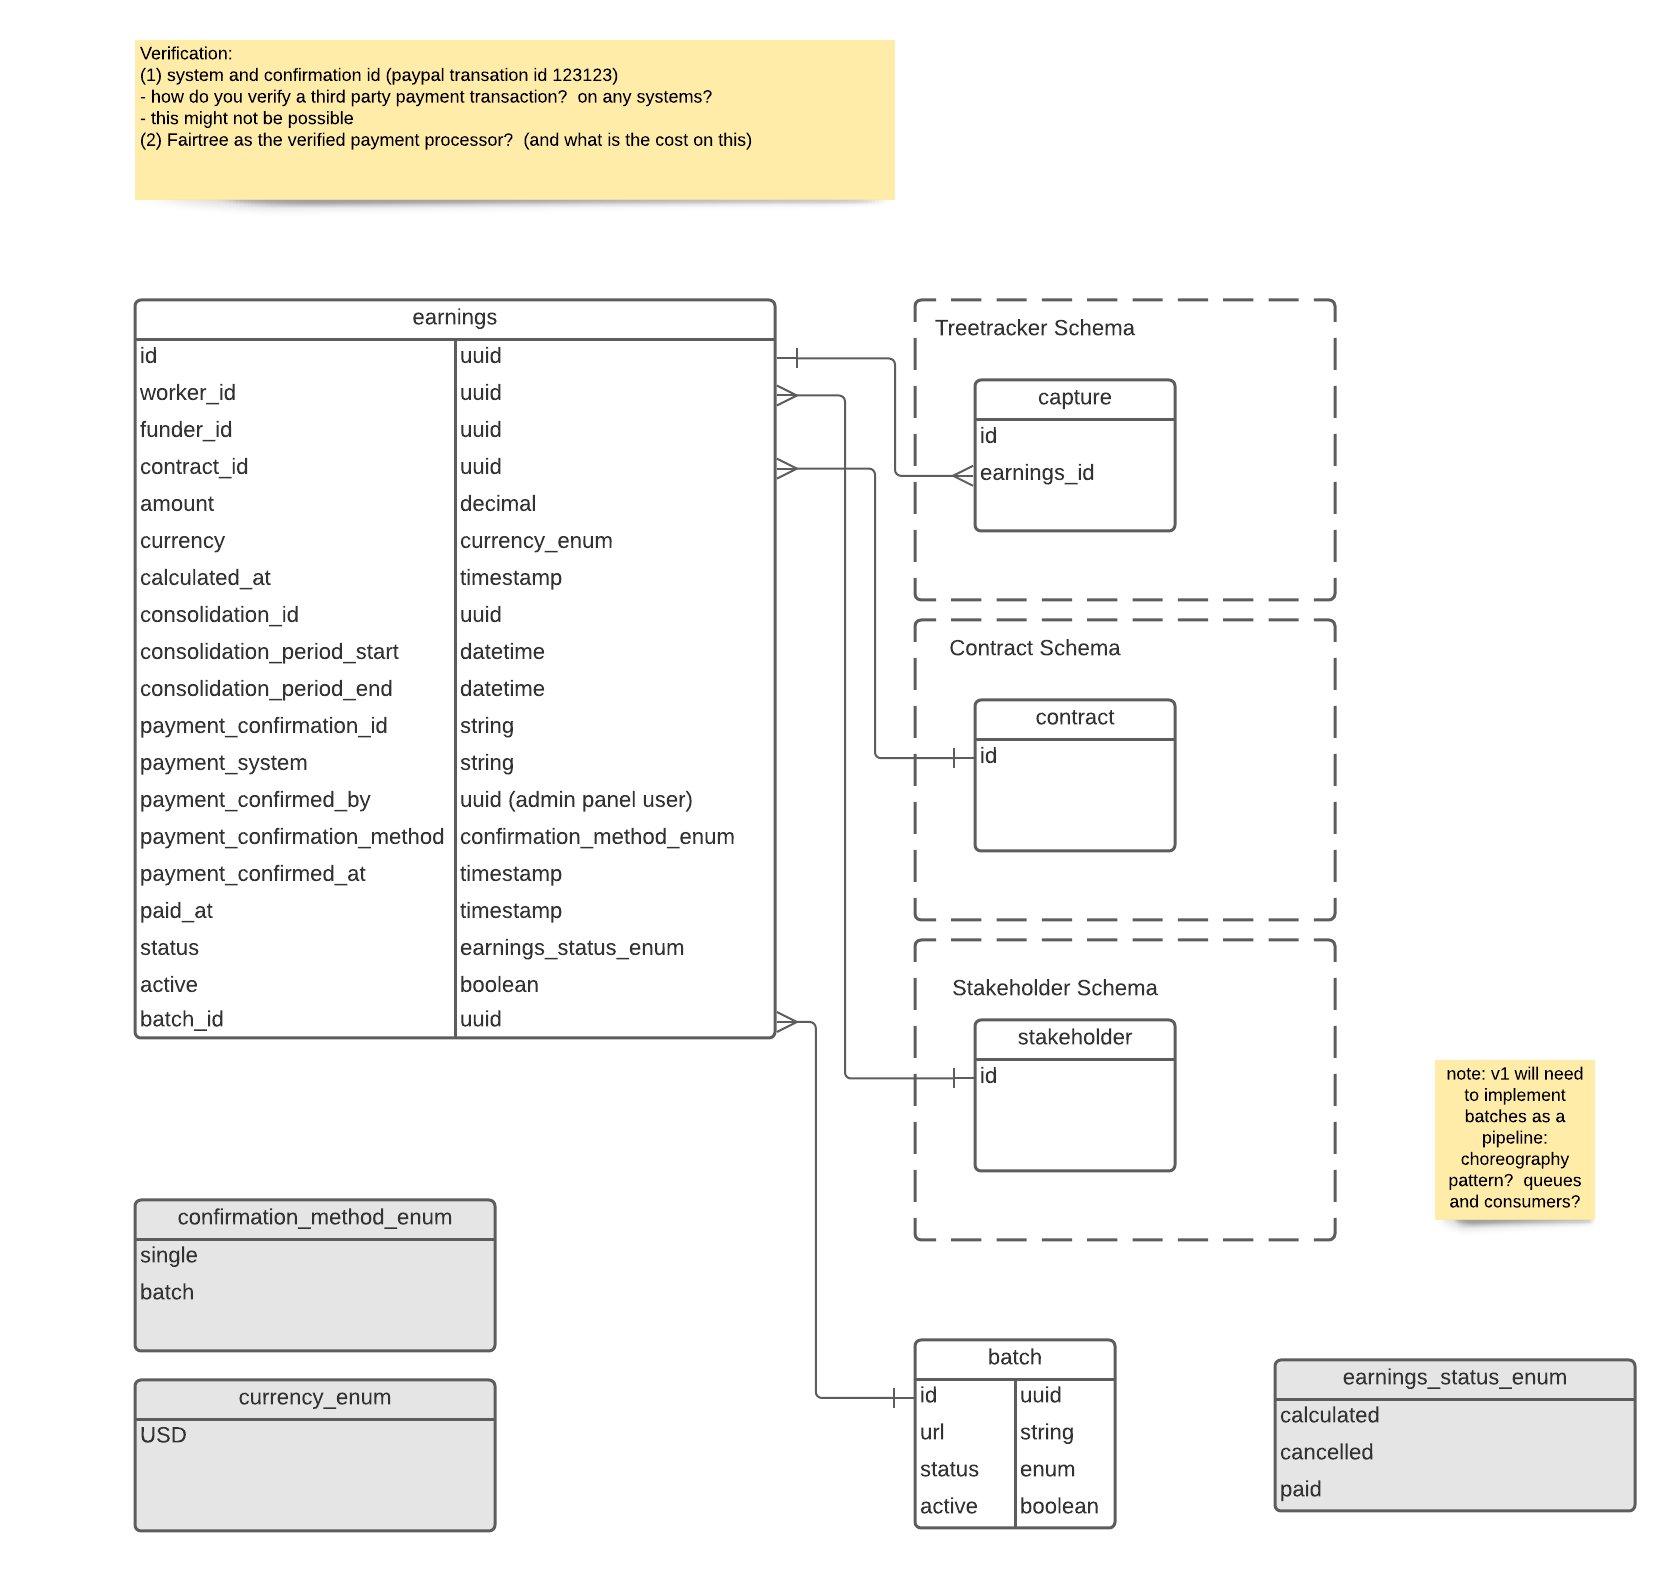 Verification:
(1) system and confirmation id (paypal transation id 123123)
- how do you verify a third party payment transaction?  on any systems?
- this might not be possible
(2) Fairtree as the verified payment processor?  (and what is the cost on this)
earnings
id uuid
worker_id uuid
funder_id uuid
contract_id uuid
amount decimal
currency currency_enum
calculated_at timestamp
consolidation_id uuid
consolidation_period_start datetime
consolidation_period_end datetime
payment_confirmation_id string
payment_system string
payment_confirmed_by uuid (admin panel user)
payment_confirmation_method confirmation_method_enum
payment_confirmed_at timestamp
paid_at timestamp
status earnings_status_enum
active boolean
batch_id uuid
Treetracker Schema
capture
id
earnings_id
Contract Schema
contract
id
Stakeholder Schema
stakeholder
id
note: v1 will need
to implement
batches as a
pipeline:
choreography
pattern?  queues
and consumers?
confirmation_method_enum
single
batch
currency_enum
USD
batch
id uuid
url string
status enum
active boolean
earnings_status_enum
calculated
cancelled
paid